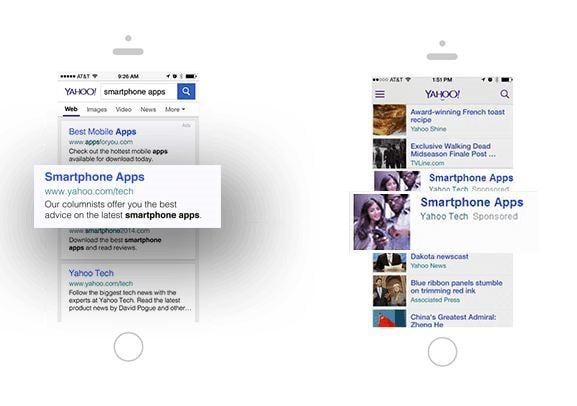 AT&T
9:26 AM
YAHOO!
smartphone apps
Web
Images
Video
News
More
Ads
Best Mobile Apps
www.appsforyou.com
Check out the hottest mobile apps
available for download today.
Smartphone Apps
www.yahoo.com/tech
Our columnists offer you the best
advice on the latest smartphone apps.
www.smartphone2014.com
Download the best smartphone
apps and read reviews.
Yahoo Tech
www.yahoo.com/tech
Follow the biggest tech news with the
experts at Yahoo Tech. Read the latest
product news by David Pogue and other...
AT&T
1:51 PM
YAHOO!
Award-winning French toast
recipe
Yahoo Shine
Exclusive Walking Dead
Midseason Finale Post ...
TVLine.com
Smartphone Apps
Yahoo Tech Sponsored
Smartphone Apps
Yahoo Tech Sponsored
Dakota newscast
Yahoo News
Blue ribbon panels stumble
on trimming red ink
Associated Press
China's Greatest Admiral:
Zheng He